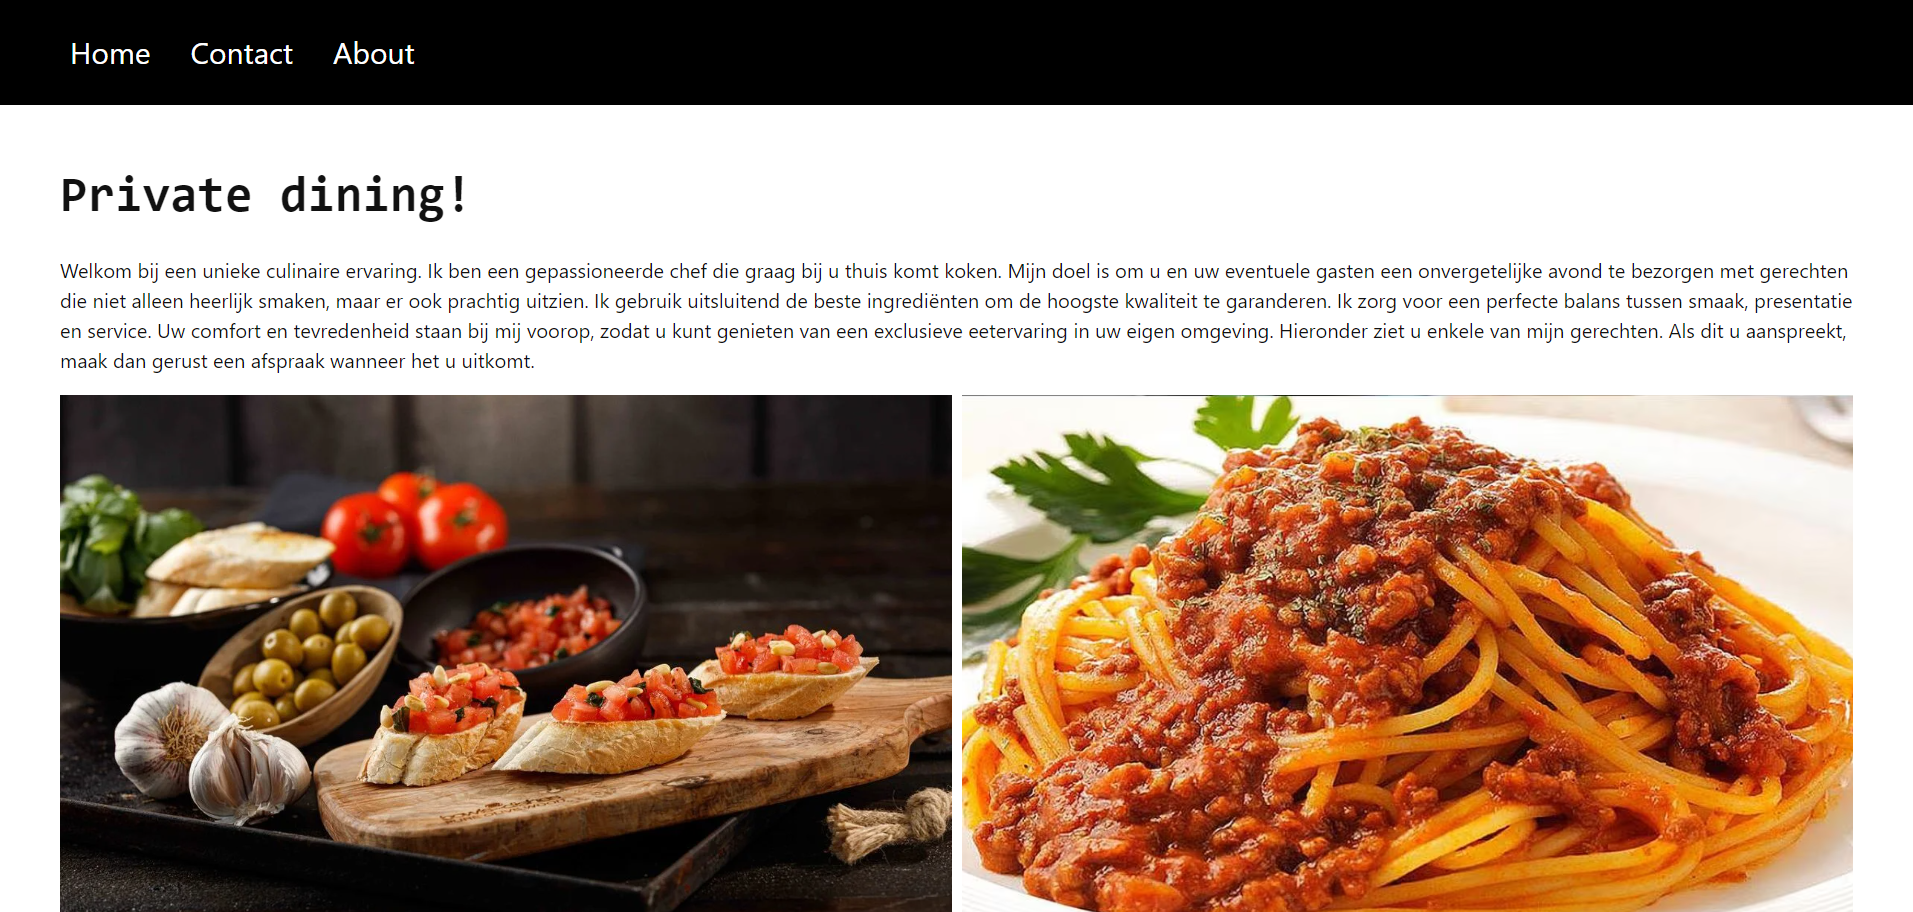 Home Contact About
Private dining!
Welkom bij een unieke culinaire ervaring. Ik ben een gepassioneerde chef die graag bij u thuis komt koken. Mijn doel is om u en uw eventuele gasten een onvergetelijke avond te bezorgen met gerechten
die niet alleen heerlijk smaken, maar er ook prachtig uitzien. Ik gebruik uitsluitend de beste ingrediënten om de hoogste kwaliteit te garanderen. Ik zorg voor een perfecte balans tussen smaak, presentatie
en service. Uw comfort en tevredenheid staan bij mij voorop, zodat u kunt genieten van een exclusieve eetervaring in uw eigen omgeving. Hieronder ziet u enkele van mijn gerechten. Als dit u aanspreekt,
maak dan gerust een afspraak wanneer het u uitkomt.